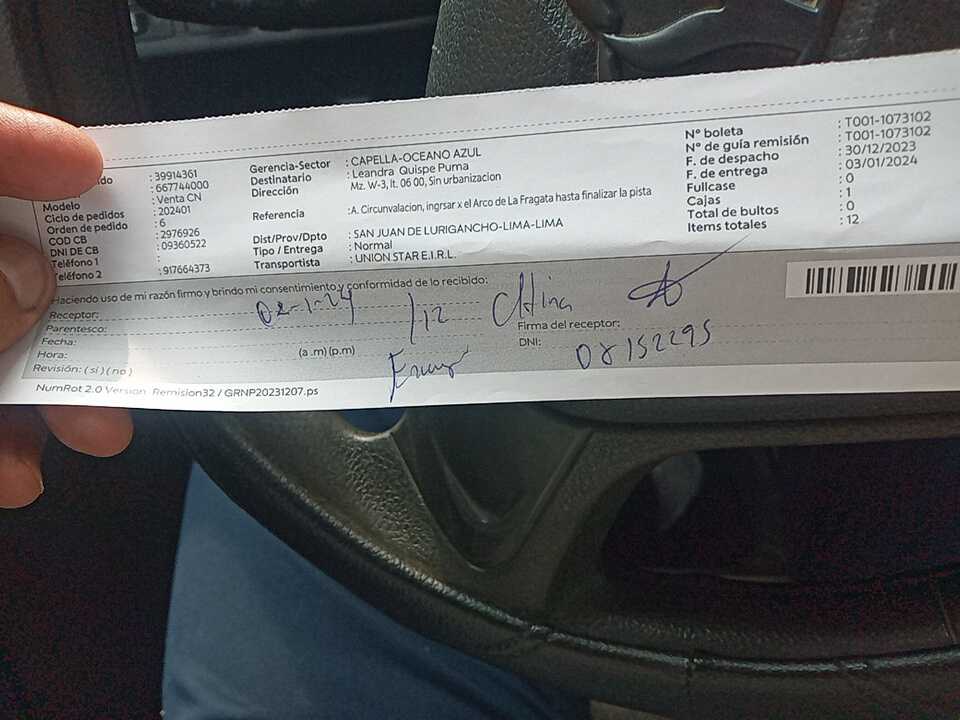 do : 39914361
: 667744000
Modelo : Venta CN
Ciclo de pedidos : 202401
Orden de pedido : 6
COD CB : 2976926
DNI DE CB : 09360522
Teléfono 1 :
Teléfono 2 : 917664373
Gerencia-Sector : CAPELLA-OCEANO AZUL
Destinatario : Leandra Quispe Puma
Dirección Mz. W-3, lt. 06 00, Sin urbanizacion
Referencia : A. Circunvalacion, ingrsar x el Arco de La Fragata hasta finalizar la pista
Dist/Prov/Dpto : SAN JUAN DE LURIGANCHO-LIMA-LIMA
Tipo / Entrega : Normal
Transportista : UNION STAR E.I.R.L.
N° boleta : T001-1073102
N° de guía remisión : T001-1073102
F. de despacho : 30/12/2023
F. de entrega : 03/01/2024
Fullcase : 0
Cajas : 1
Total de bultos : 0
Items totales : 12
Haciendo uso de mi razón firmo y brindo mi consentimiento y conformidad de lo recibido:
Receptor: 02-1-24
Parentesco:
Fecha:
Hora: (a.m) (p.m)
Revisión: ( si ) ( no )
Firma del receptor:
DNI: 08152295
NumRot 2.0 Version Remision32 / GRNP20231207.ps